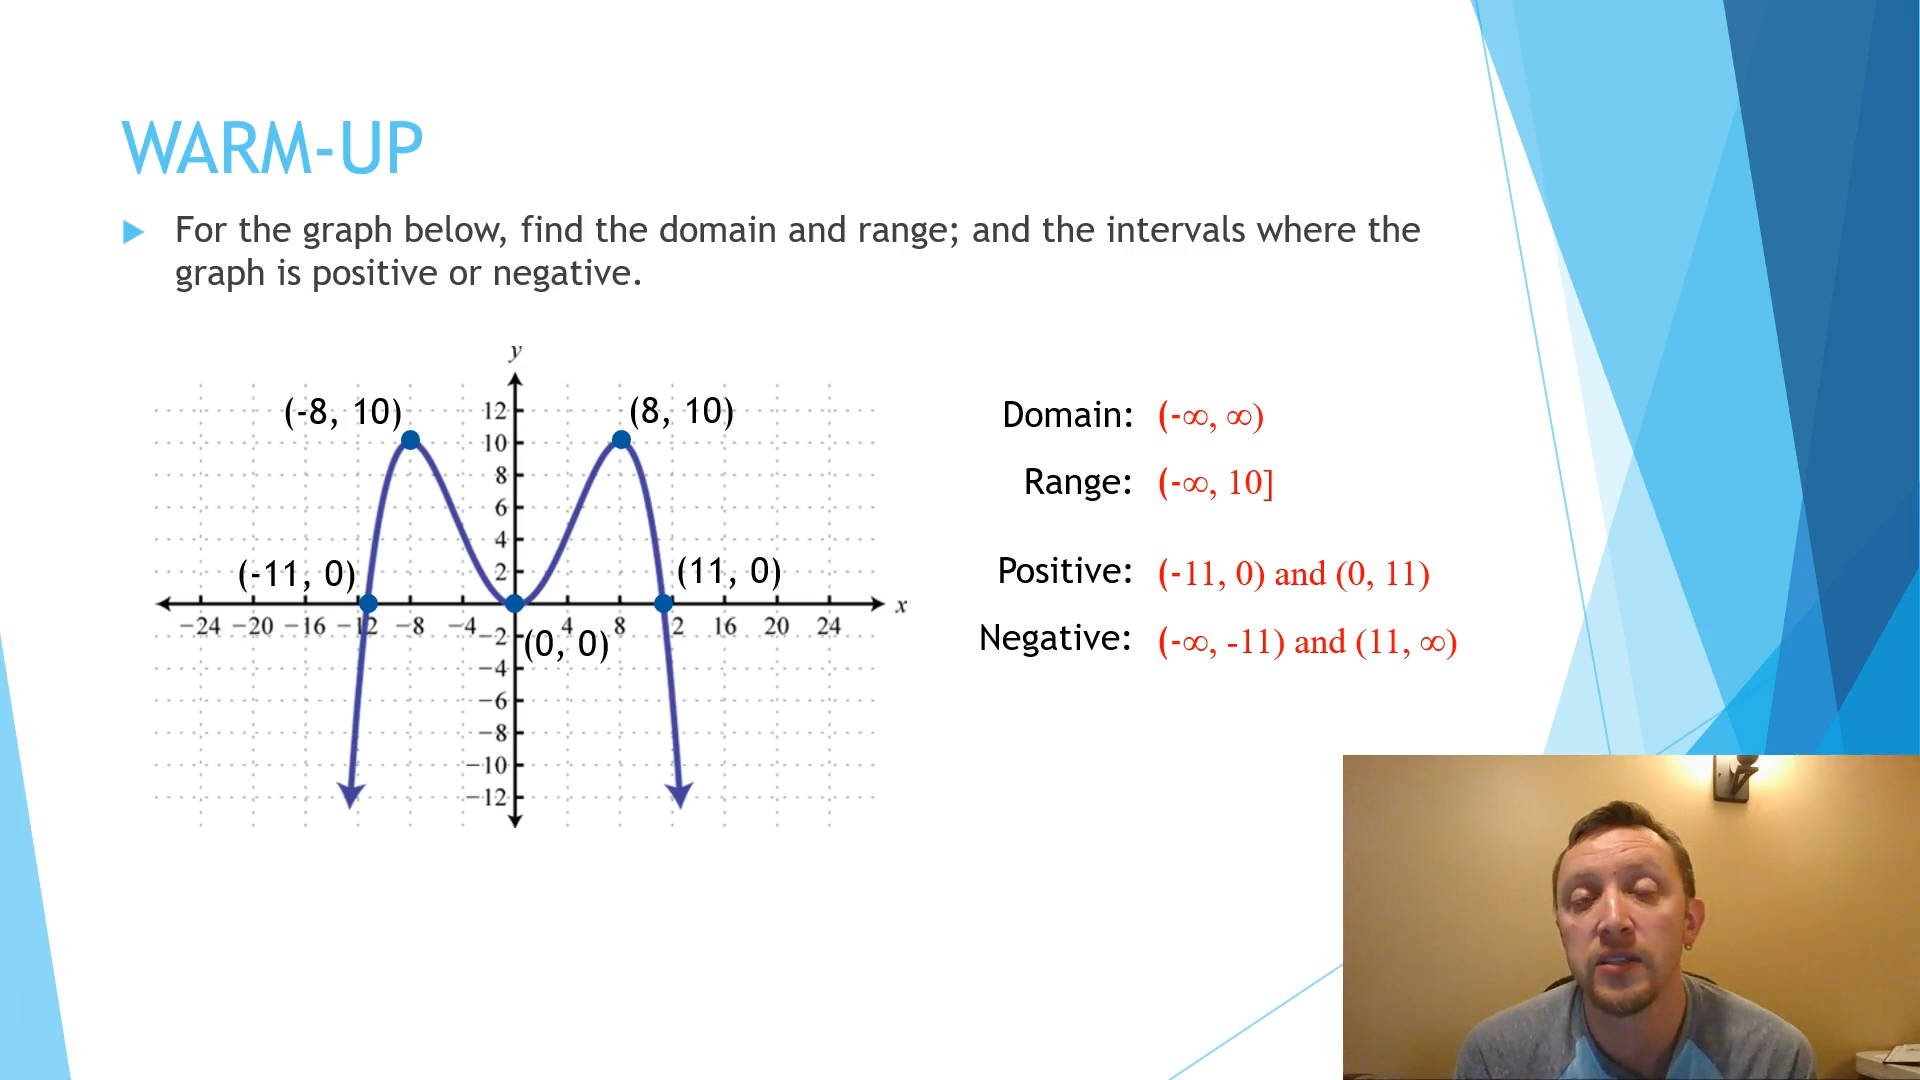 WARM-UP
For the graph below, find the domain and range; and the intervals where the
graph is positive or negative.
y
(-8, 10)
12
(8, 10)
10
8
6
4
(-11, 0)
2
(11, 0)
x
−24 −20 −16 −12 −8 −4 4 8 2 16 20 24
−2
(0, 0)
−4
−6
−8
−10
−12
Domain: (-∞, ∞)
Range: (-∞, 10]
Positive: (-11, 0) and (0, 11)
Negative: (-∞, -11) and (11, ∞)